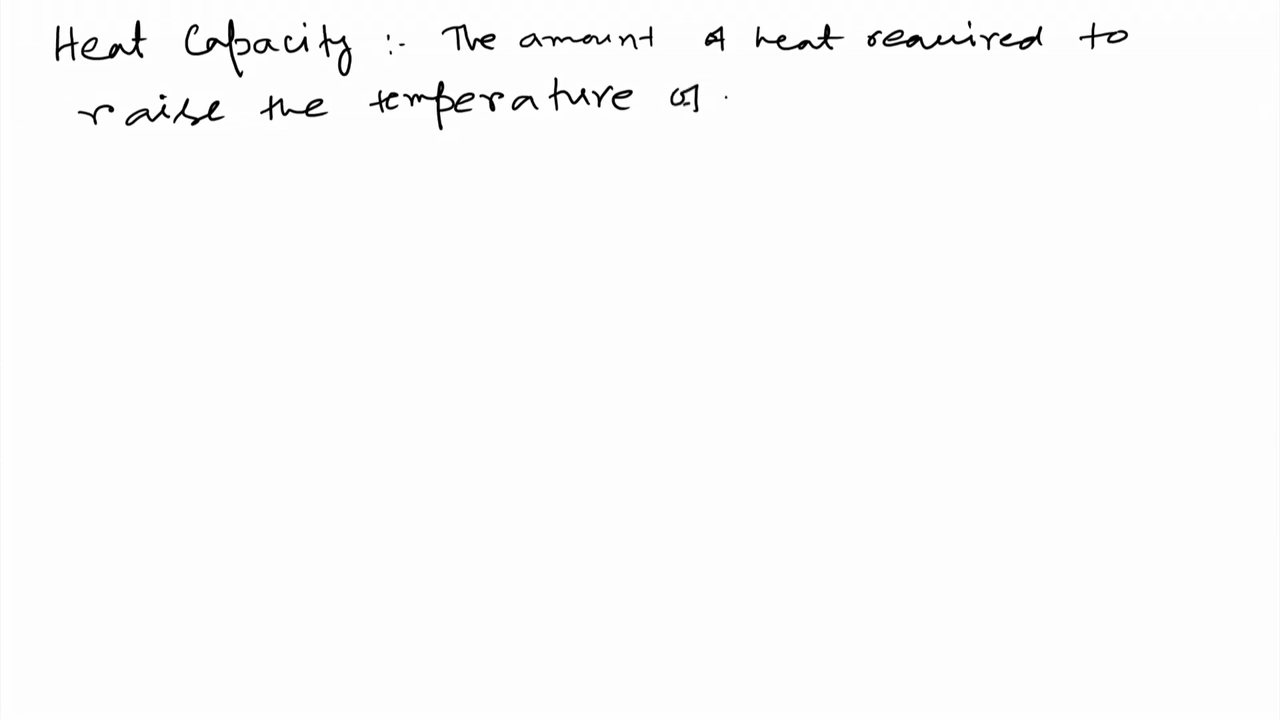 Heat Capacity :- The amount of heat required to
raise the temperature of